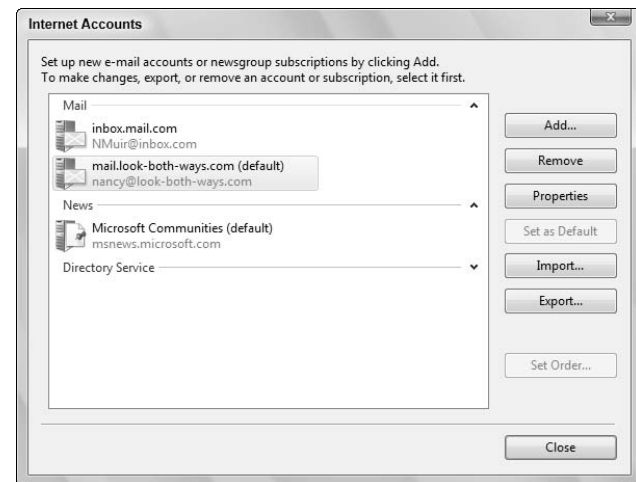 Internet Accounts
Set up new e-mail accounts or newsgroup subscriptions by clicking Add.
To make changes, export, or remove an account or subscription, select it first.
Mail
inbox.mail.com
NMuir@inbox.com
mail.look-both-ways.com (default)
nancy@look-both-ways.com
News
Microsoft Communities (default)
msnews.microsoft.com
Directory Service
Add...
Remove
Properties
Set as Default
Import...
Export...
Set Order...
Close